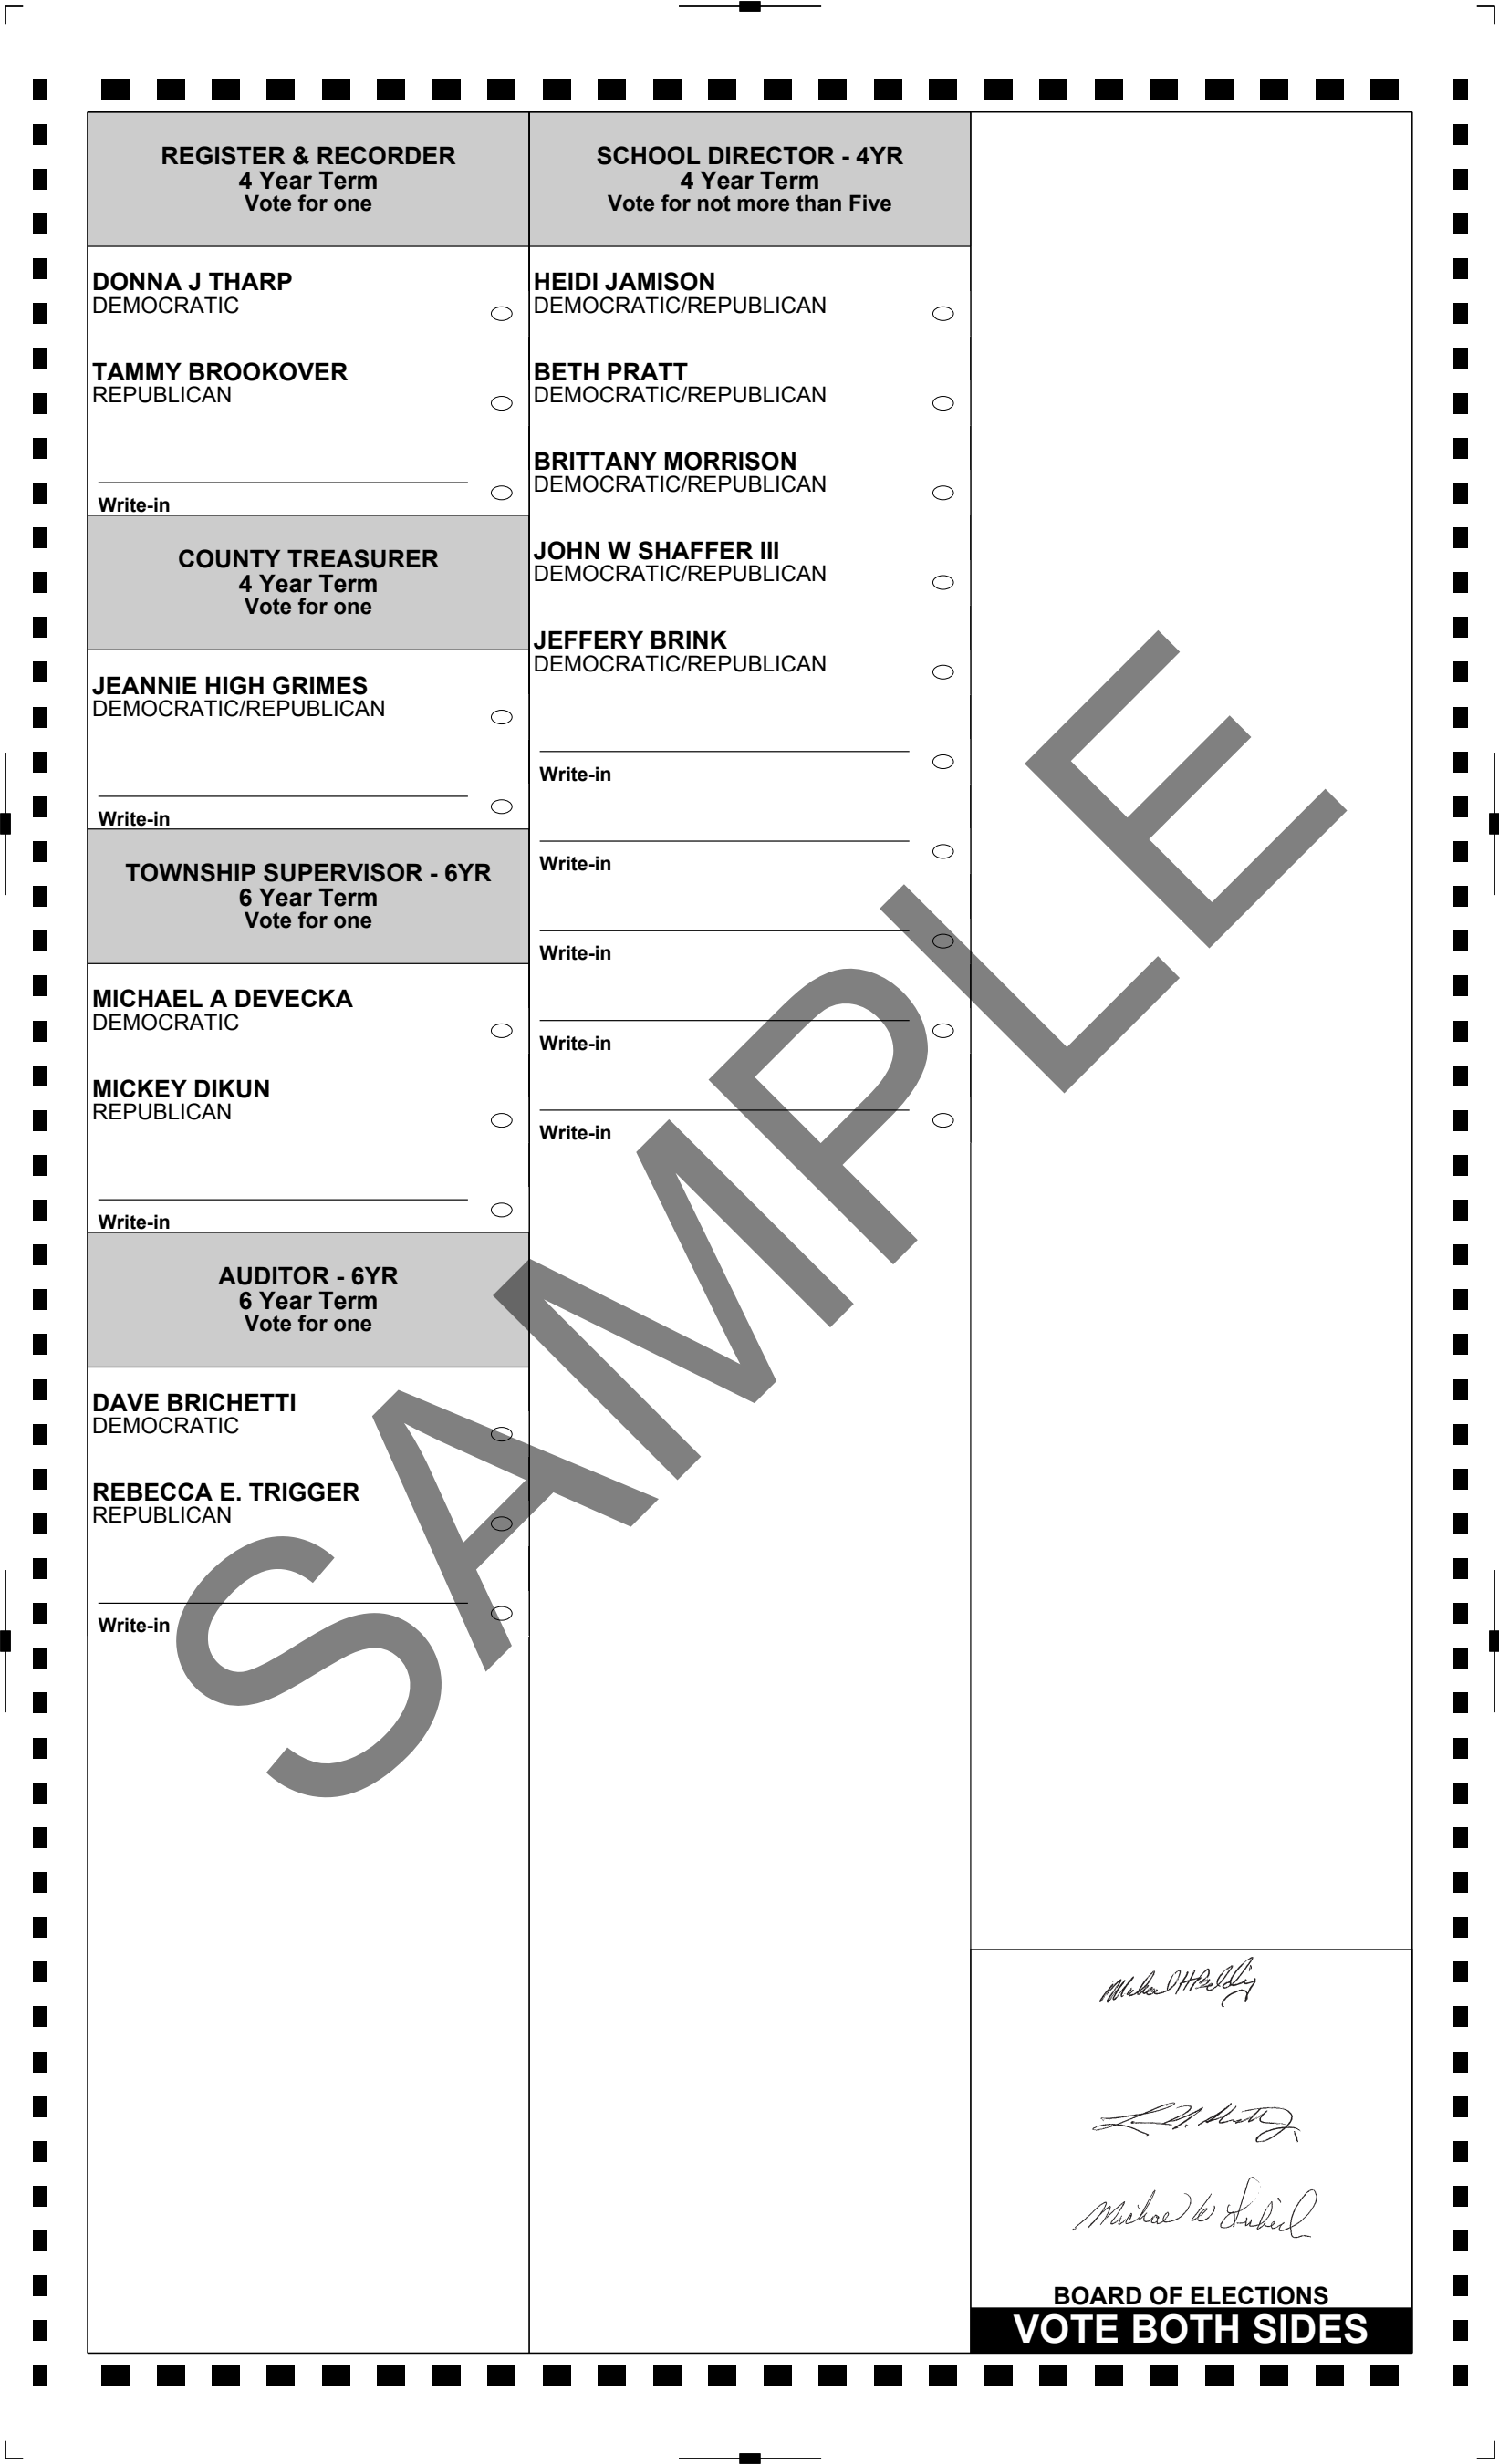 REGISTER & RECORDER
4 Year Term
Vote for one
DONNA J THARP
DEMOCRATIC
TAMMY BROOKOVER
REPUBLICAN
Write-in
COUNTY TREASURER
4 Year Term
Vote for one
JEANNIE HIGH GRIMES
DEMOCRATIC/REPUBLICAN
Write-in
TOWNSHIP SUPERVISOR - 6YR
6 Year Term
Vote for one
MICHAEL A DEVECKA
DEMOCRATIC
MICKEY DIKUN
REPUBLICAN
Write-in
AUDITOR - 6YR
6 Year Term
Vote for one
DAVE BRICHETTI
DEMOCRATIC
REBECCA E. TRIGGER
REPUBLICAN
Write-in
SCHOOL DIRECTOR - 4YR
4 Year Term
Vote for not more than Five
HEIDI JAMISON
DEMOCRATIC/REPUBLICAN
BETH PRATT
DEMOCRATIC/REPUBLICAN
BRITTANY MORRISON
DEMOCRATIC/REPUBLICAN
JOHN W SHAFFER III
DEMOCRATIC/REPUBLICAN
JEFFERY BRINK
DEMOCRATIC/REPUBLICAN
Write-in
Write-in
Write-in
Write-in
Write-in
SAMPLE
Michael W
BOARD OF ELECTIONS
VOTE BOTH SIDES